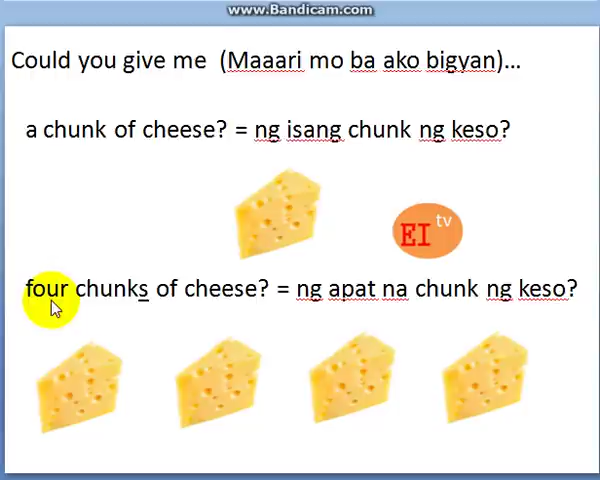 www.Bandicam.com
Could you give me (Maaari mo ba ako bigyan)...
a chunk of cheese? = ng isang chunk ng keso?
EI tv
four chunks of cheese? = ng apat na chunk ng keso?